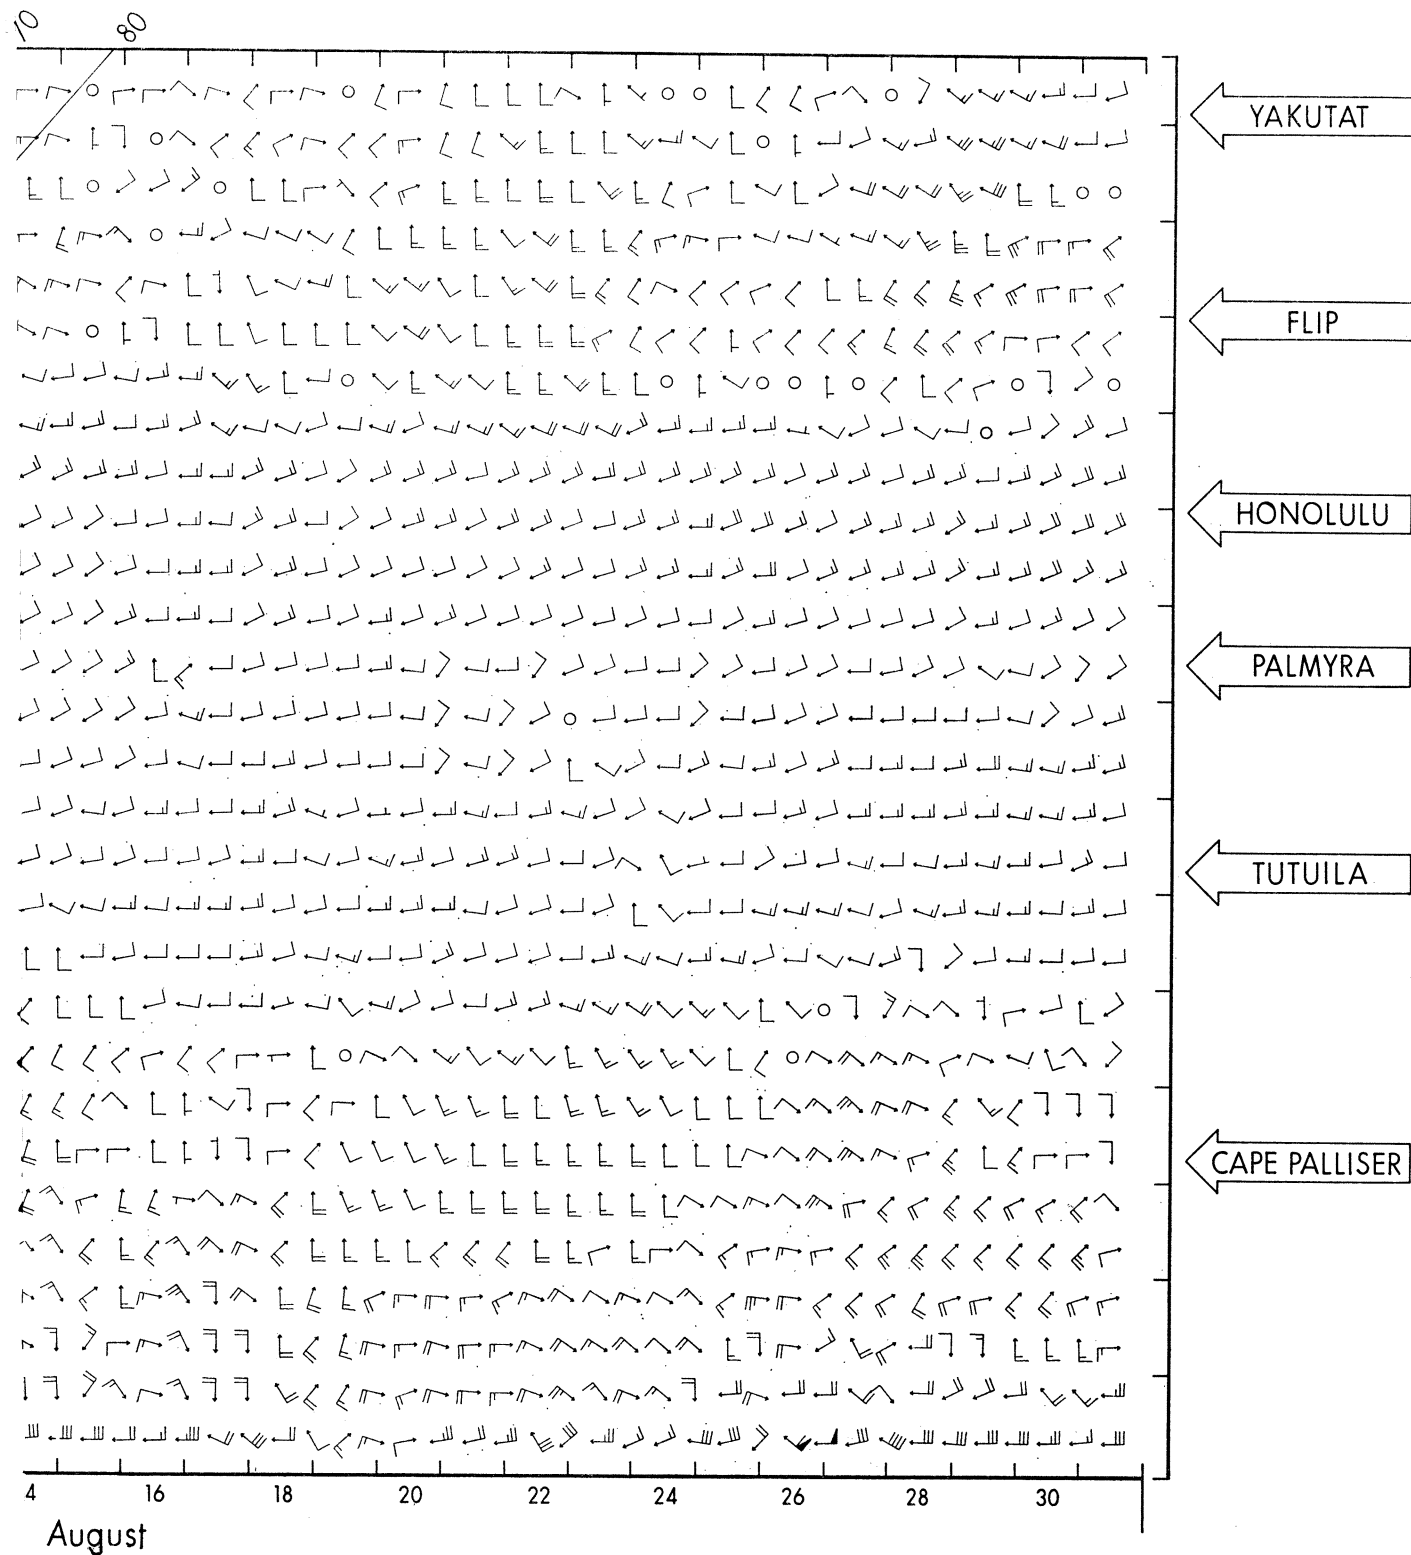 10 80
YAKUTAT
FLIP
HONOLULU
PALMYRA
TUTUILA
CAPE PALLISER
4 16 18 20 22 24 26 28 30
August